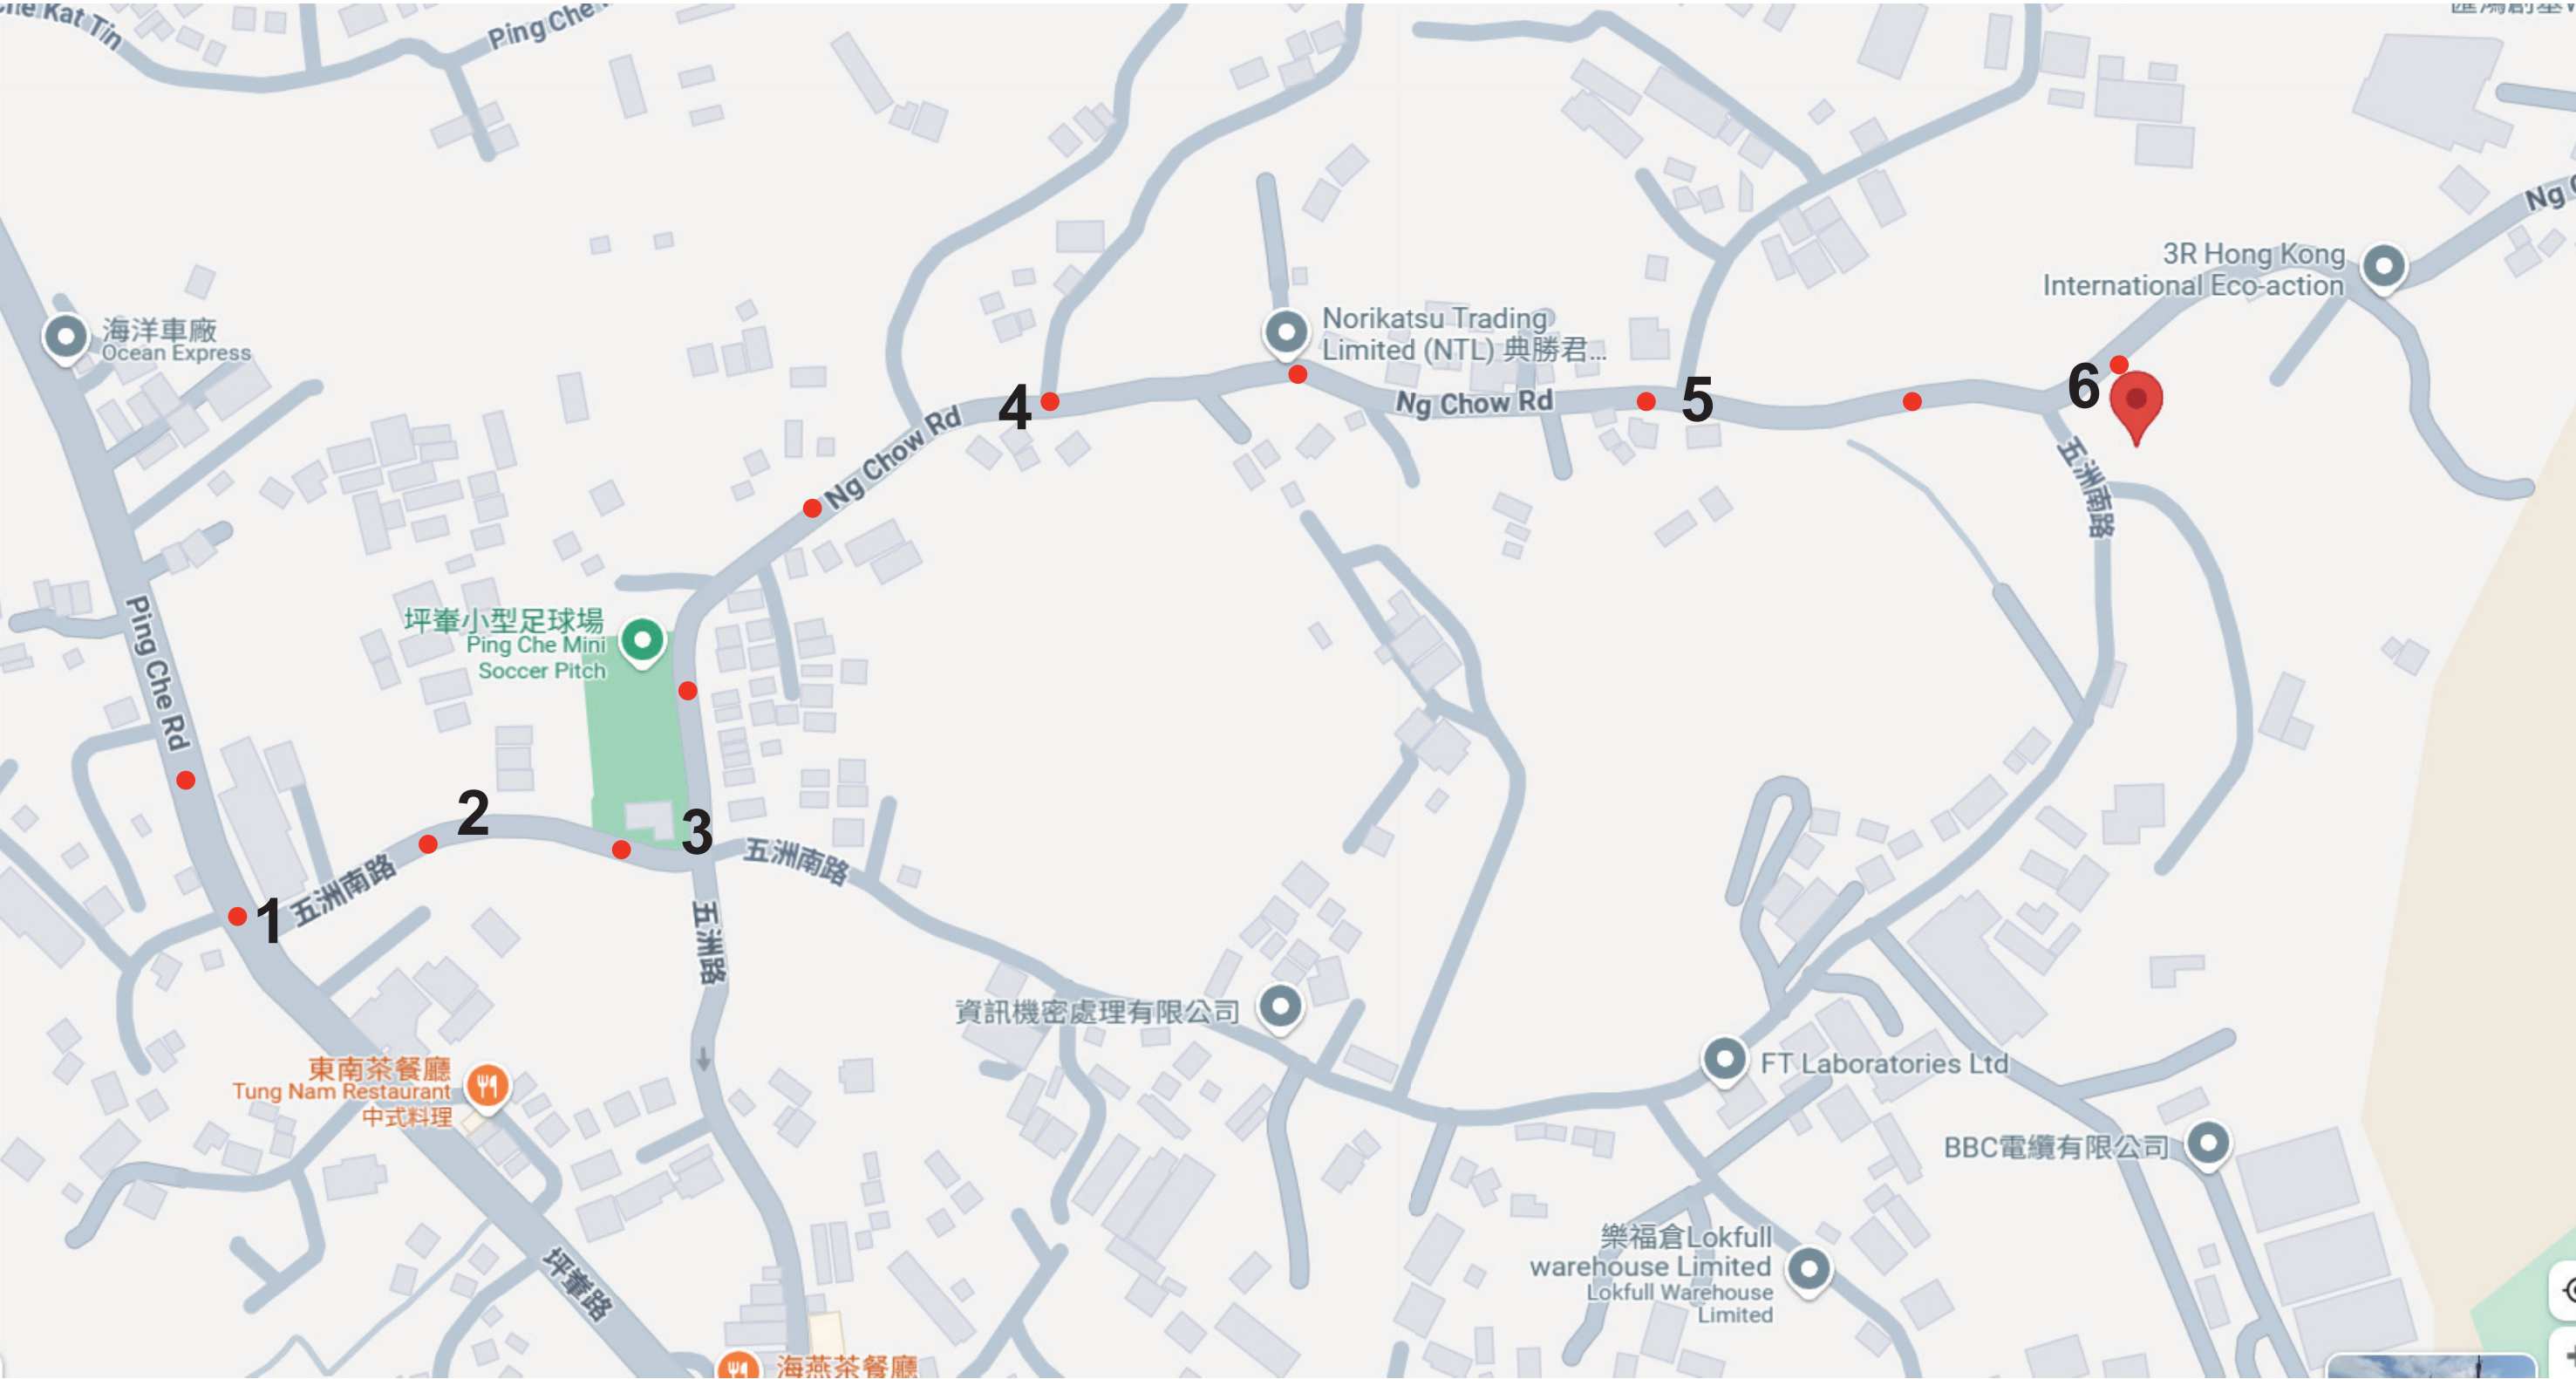 Kat Tin
Ping Che
Ng
3R Hong Kong
International Eco-action
海洋車廠
Ocean Express
Norikatsu Trading
Limited (NTL) 典勝君...
4
Ng Chow Rd
5
6
Ng Chow Rd
五洲南路
Ping Che Rd
坪輋小型足球場
Ping Che Mini
Soccer Pitch
2
3
五洲南路
1
五洲南路
五洲路
資訊機密處理有限公司
東南茶餐廳
Tung Nam Restaurant
中式料理
FT Laboratories Ltd
BBC電纜有限公司
樂福倉Lokfull
warehouse Limited
Lokfull Warehouse
Limited
坪輋路
海燕茶餐廳